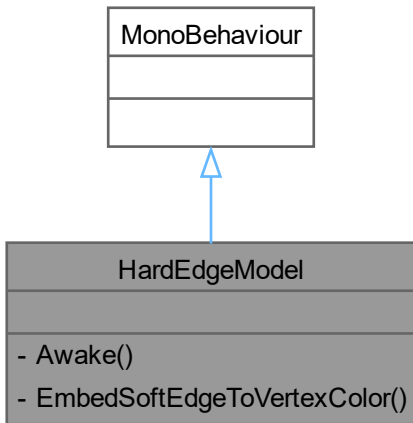 MonoBehaviour
HardEdgeModel
- Awake()
- EmbedSoftEdgeToVertexColor()